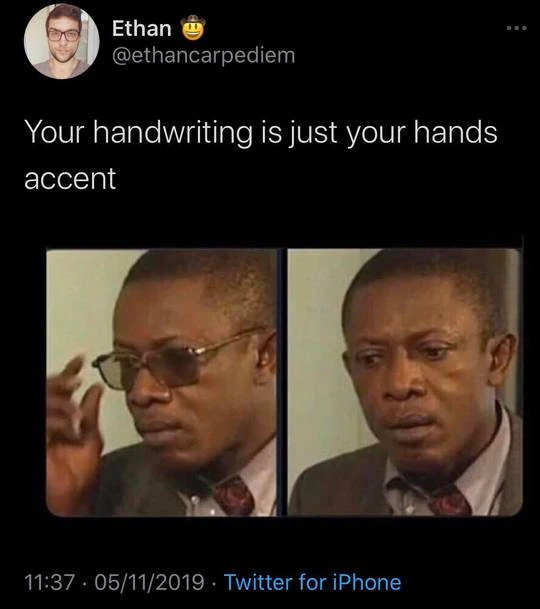 Ethan 🤠
@ethancarpediem
Your handwriting is just your hands
accent
11:37 · 05/11/2019 · Twitter for iPhone